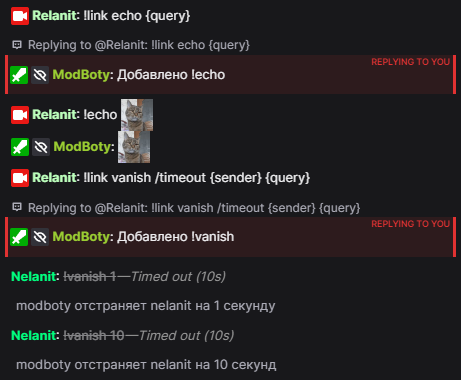 Relanit: !link echo {query}
Replying to @Relanit: !link echo {query}
REPLYING TO YOU
ModBoty: Добавлено !echo
Relanit: !echo
ModBoty:
Relanit: !link vanish /timeout {sender} {query}
Replying to @Relanit: !link vanish /timeout {sender} {query}
REPLYING TO YOU
ModBoty: Добавлено !vanish
Nelanit: !vanish 1—Timed out (10s)
modboty отстраняет nelanit на 1 секунду
Nelanit: !vanish 10—Timed out (10s)
modboty отстраняет nelanit на 10 секунд